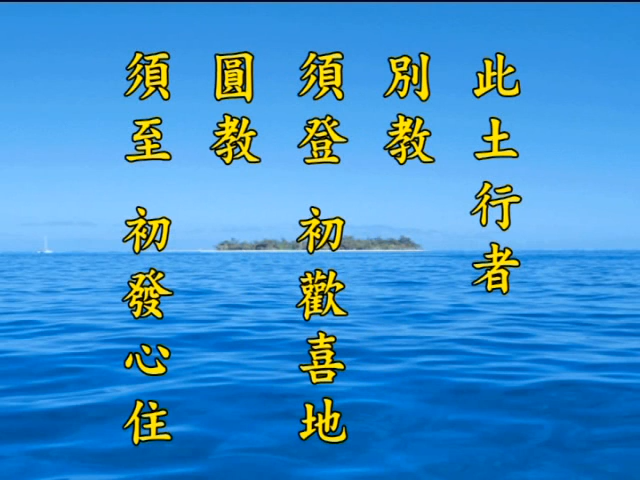 此土行者
別教
須登 初歡喜地
圓教
須至 初發心住